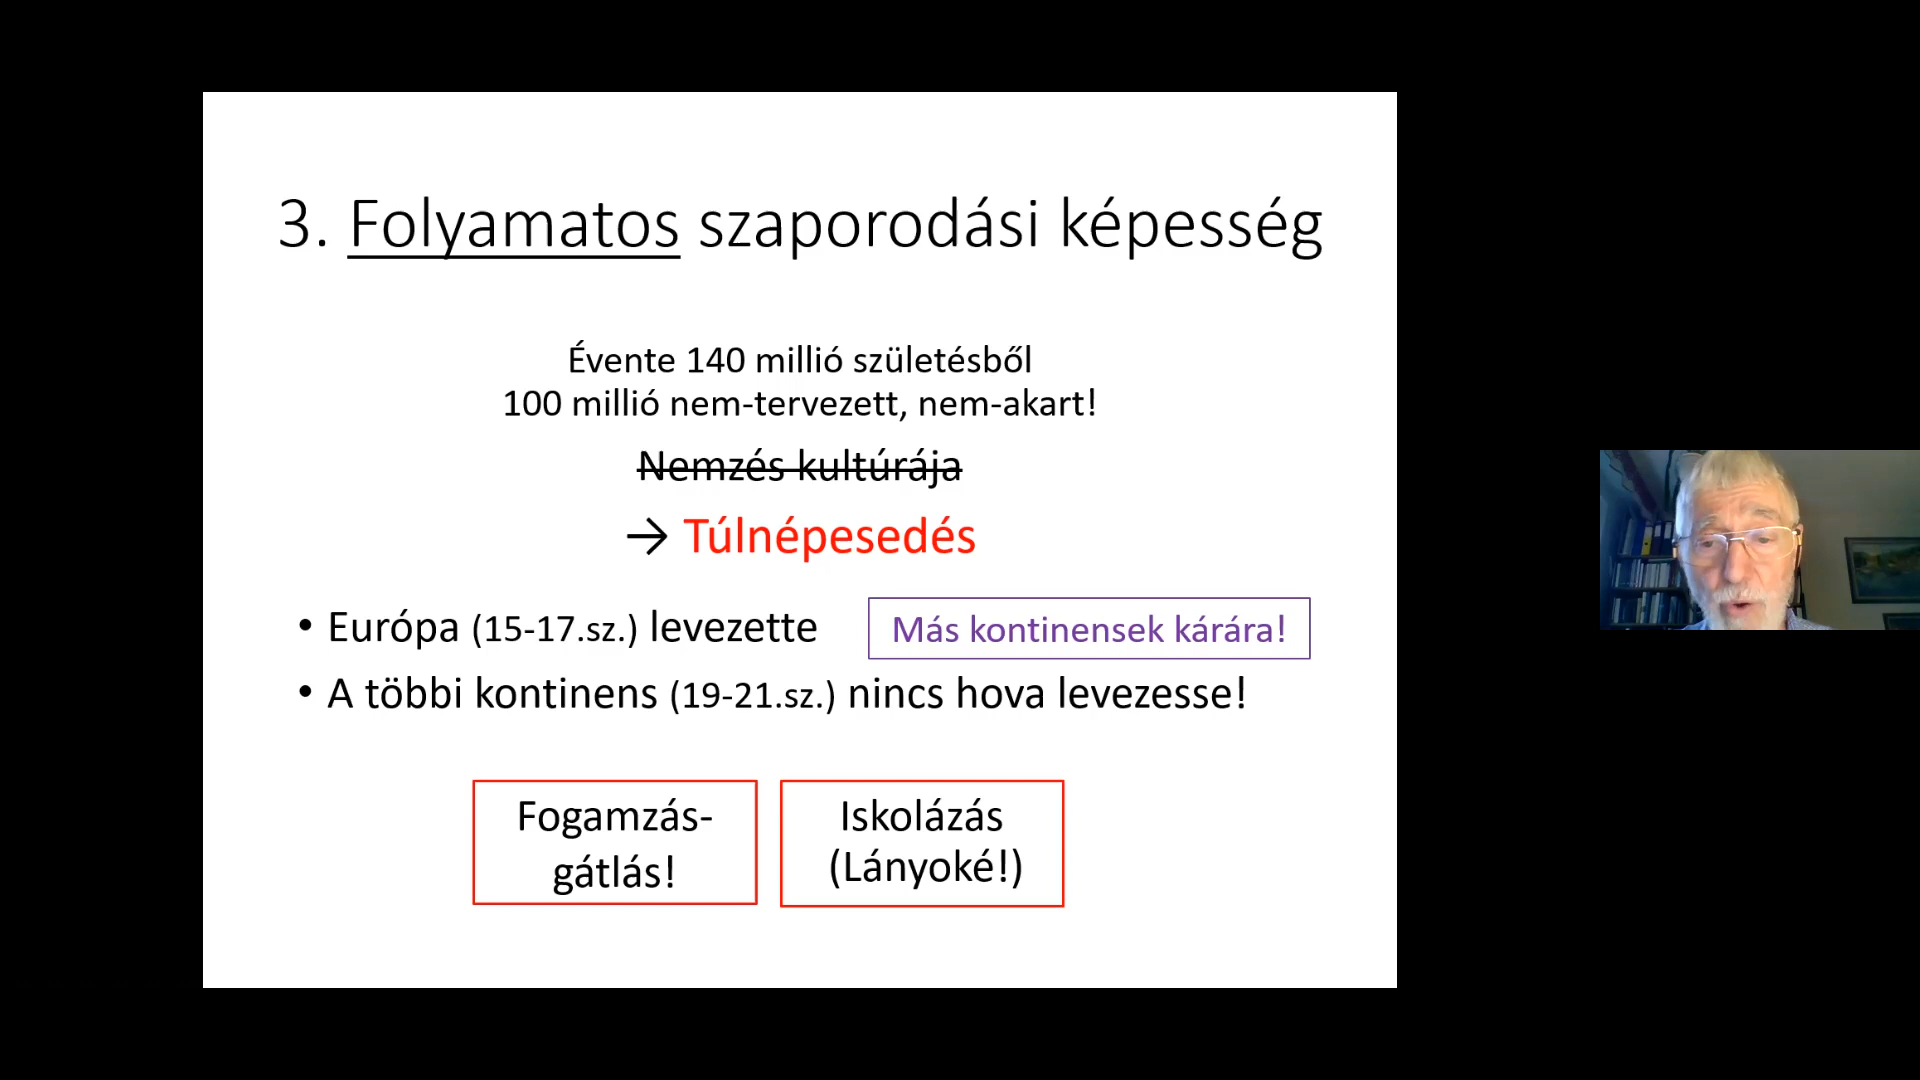 3. Folyamatos szaporodási képesség
Évente 140 millió születésből
100 millió nem-tervezett, nem-akart!
Nemzés kultúrája
→ Túlnépesedés
• Európa (15-17.sz.) levezette
Más kontinensek kárára!
• A többi kontinens (19-21.sz.) nincs hova levezesse!
Fogamzás-
gátlás!
Iskolázás
(Lányoké!)